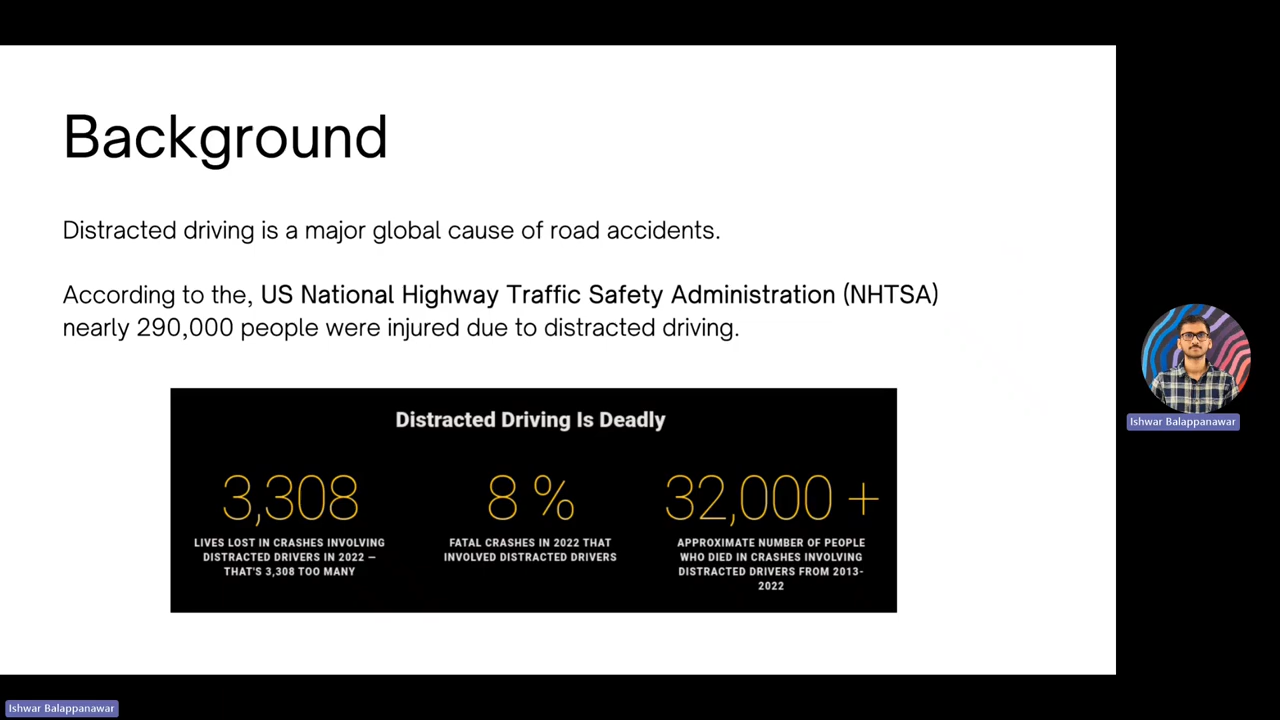 Background
Distracted driving is a major global cause of road accidents.
According to the, US National Highway Traffic Safety Administration (NHTSA)
nearly 290,000 people were injured due to distracted driving.
Distracted Driving Is Deadly
3,308
LIVES LOST IN CRASHES INVOLVING
DISTRACTED DRIVERS IN 2022 —
THAT'S 3,308 TOO MANY
8 %
FATAL CRASHES IN 2022 THAT
INVOLVED DISTRACTED DRIVERS
32,000 +
APPROXIMATE NUMBER OF PEOPLE
WHO DIED IN CRASHES INVOLVING
DISTRACTED DRIVERS FROM 2013-
2022
Ishwar Balappanawar
Ishwar Balappanawar